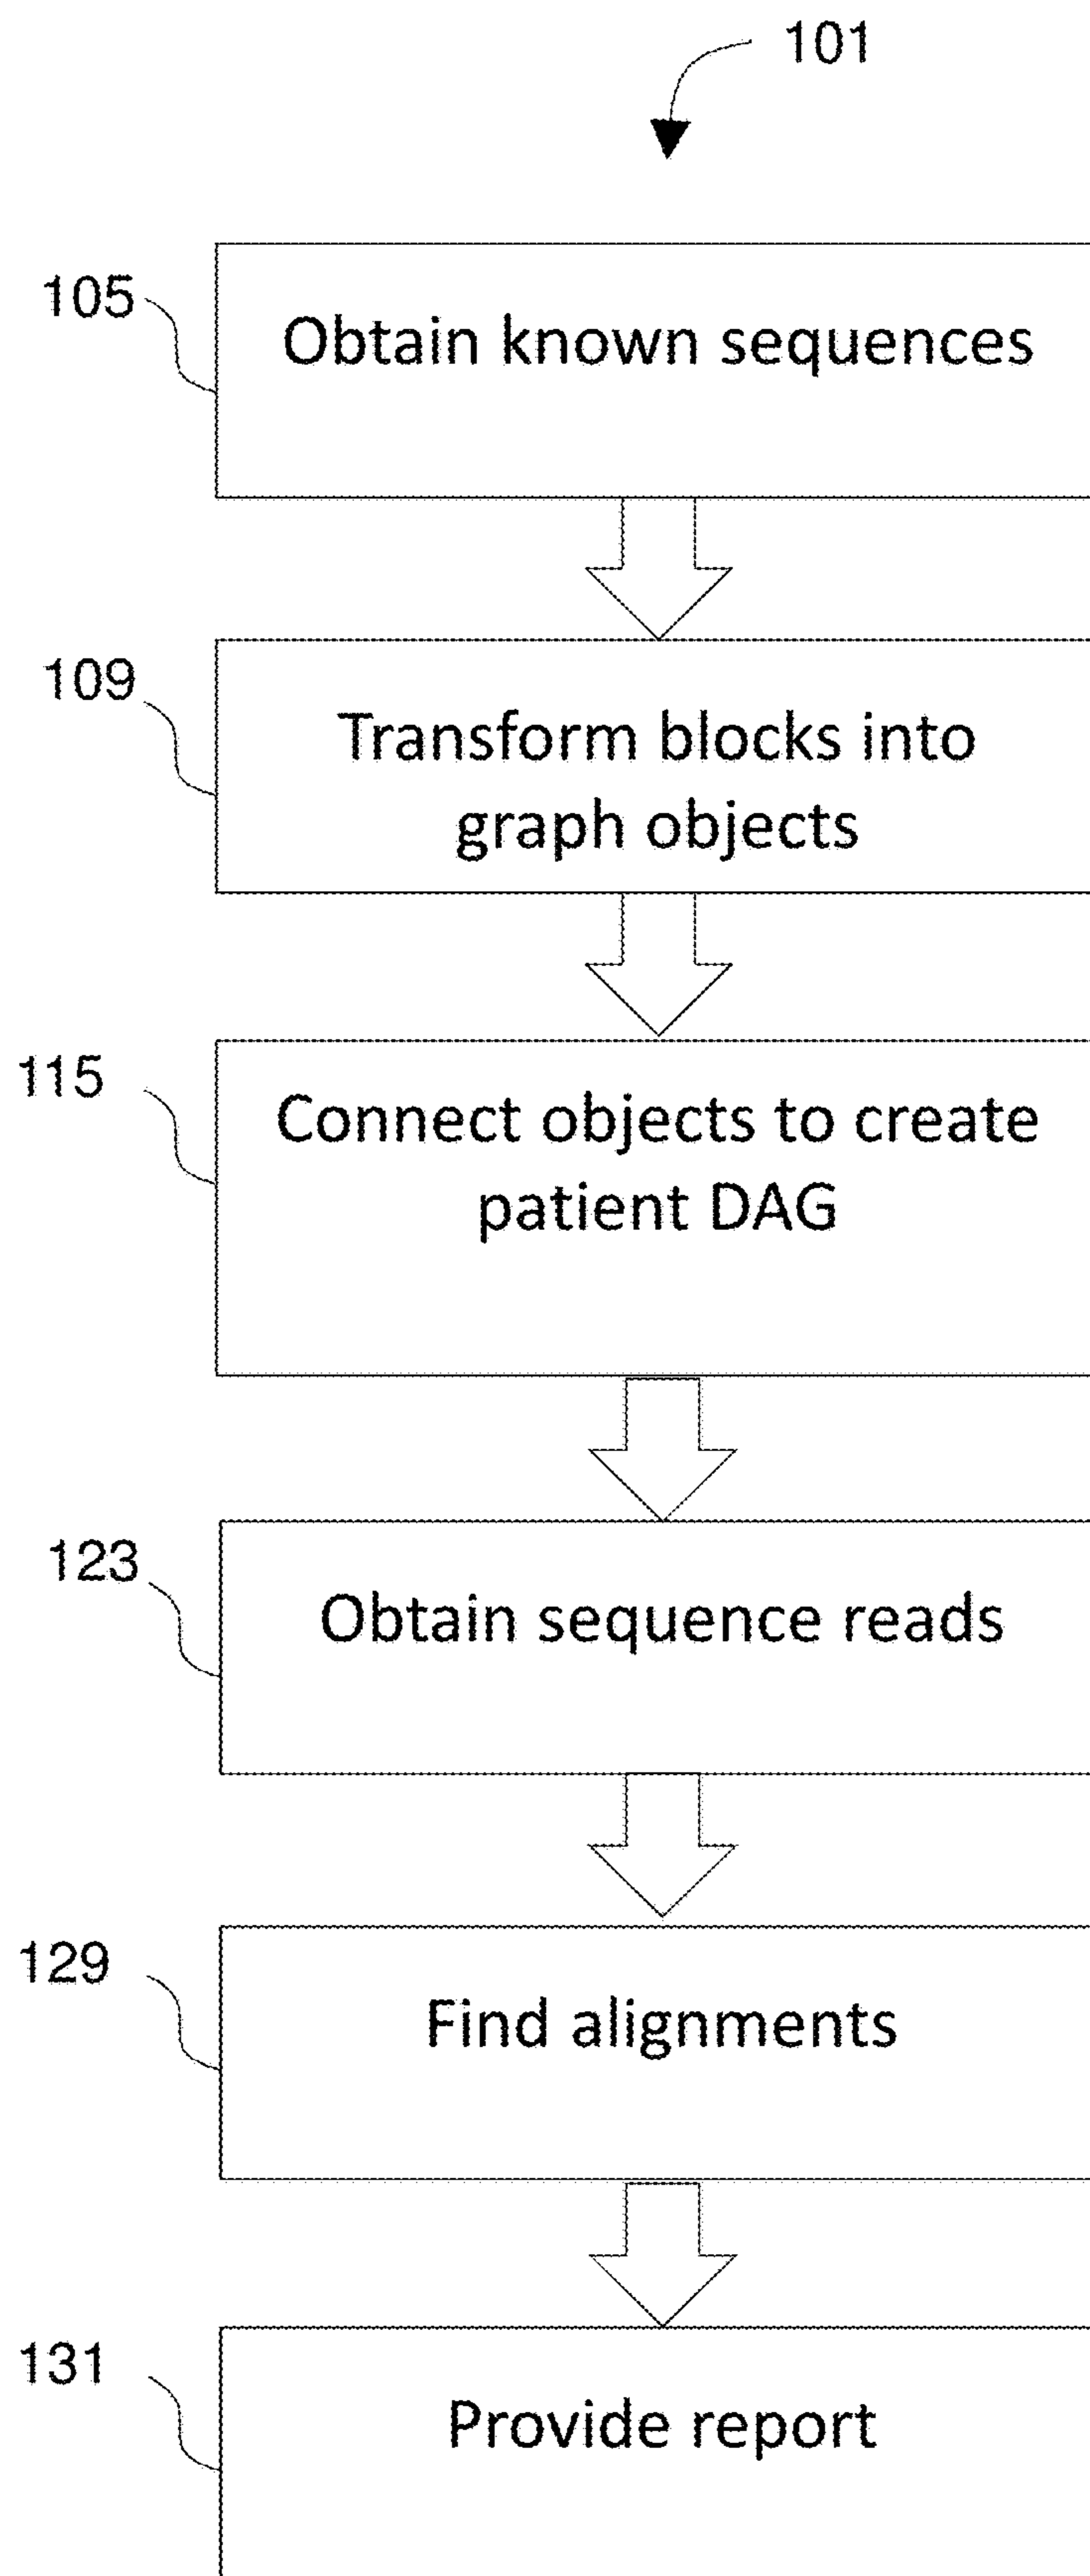 101
105
Obtain known sequences
109
Transform blocks into
graph objects
115
Connect objects to create
patient DAG
123
Obtain sequence reads
129
Find alignments
131
Provide report